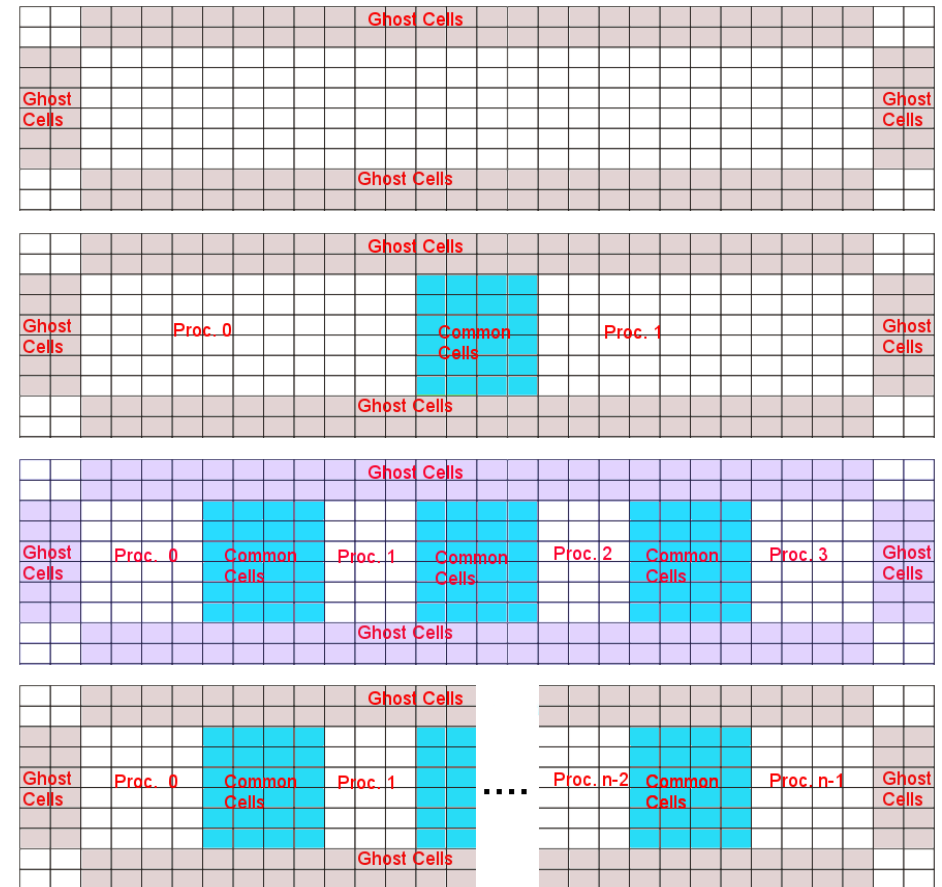 Ghost Cells
Ghost
Cells
Ghost
Cells
Ghost Cells
Ghost Cells
Ghost
Cells
Proc. 0
Common
Cells
Proc. 1
Ghost
Cells
Ghost Cells
Ghost Cells
Ghost
Cells
Proc. 0
Common
Cells
Proc. 1
Common
Cells
Proc. 2
Common
Cells
Proc. 3
Ghost
Cells
Ghost Cells
Ghost Cells
Ghost
Cells
Proc. 0
Common
Cells
Proc. 1
....
Proc. n-2
Common
Cells
Proc. n-1
Ghost
Cells
Ghost Cells